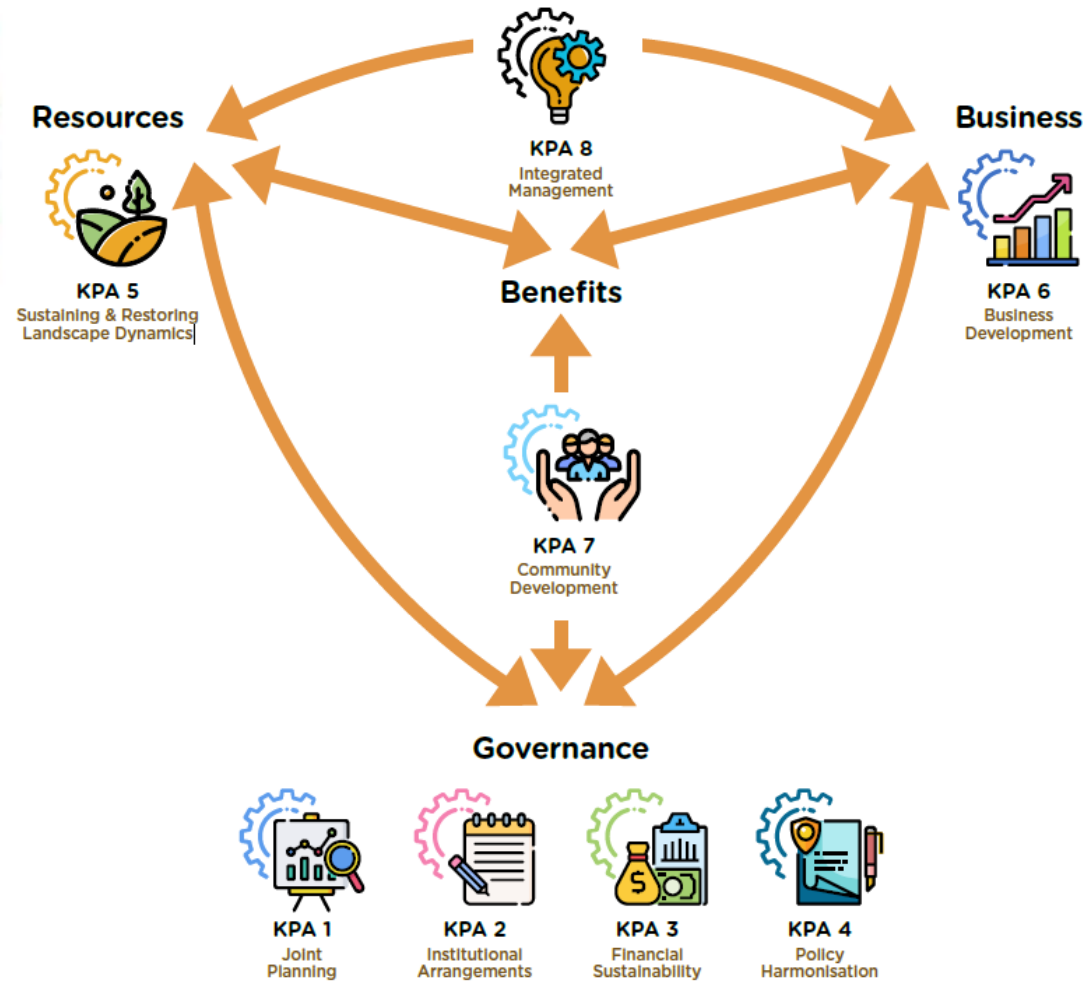 KPA 8
Integrated
Management
Resources
KPA 5
Sustaining & Restoring
Landscape Dynamics
Business
KPA 6
Business
Development
Benefits
KPA 7
Community
Development
Governance
KPA 1
Joint
Planning
KPA 2
Institutional
Arrangements
$
KPA 3
Financial
Sustainability
KPA 4
Policy
Harmonisation